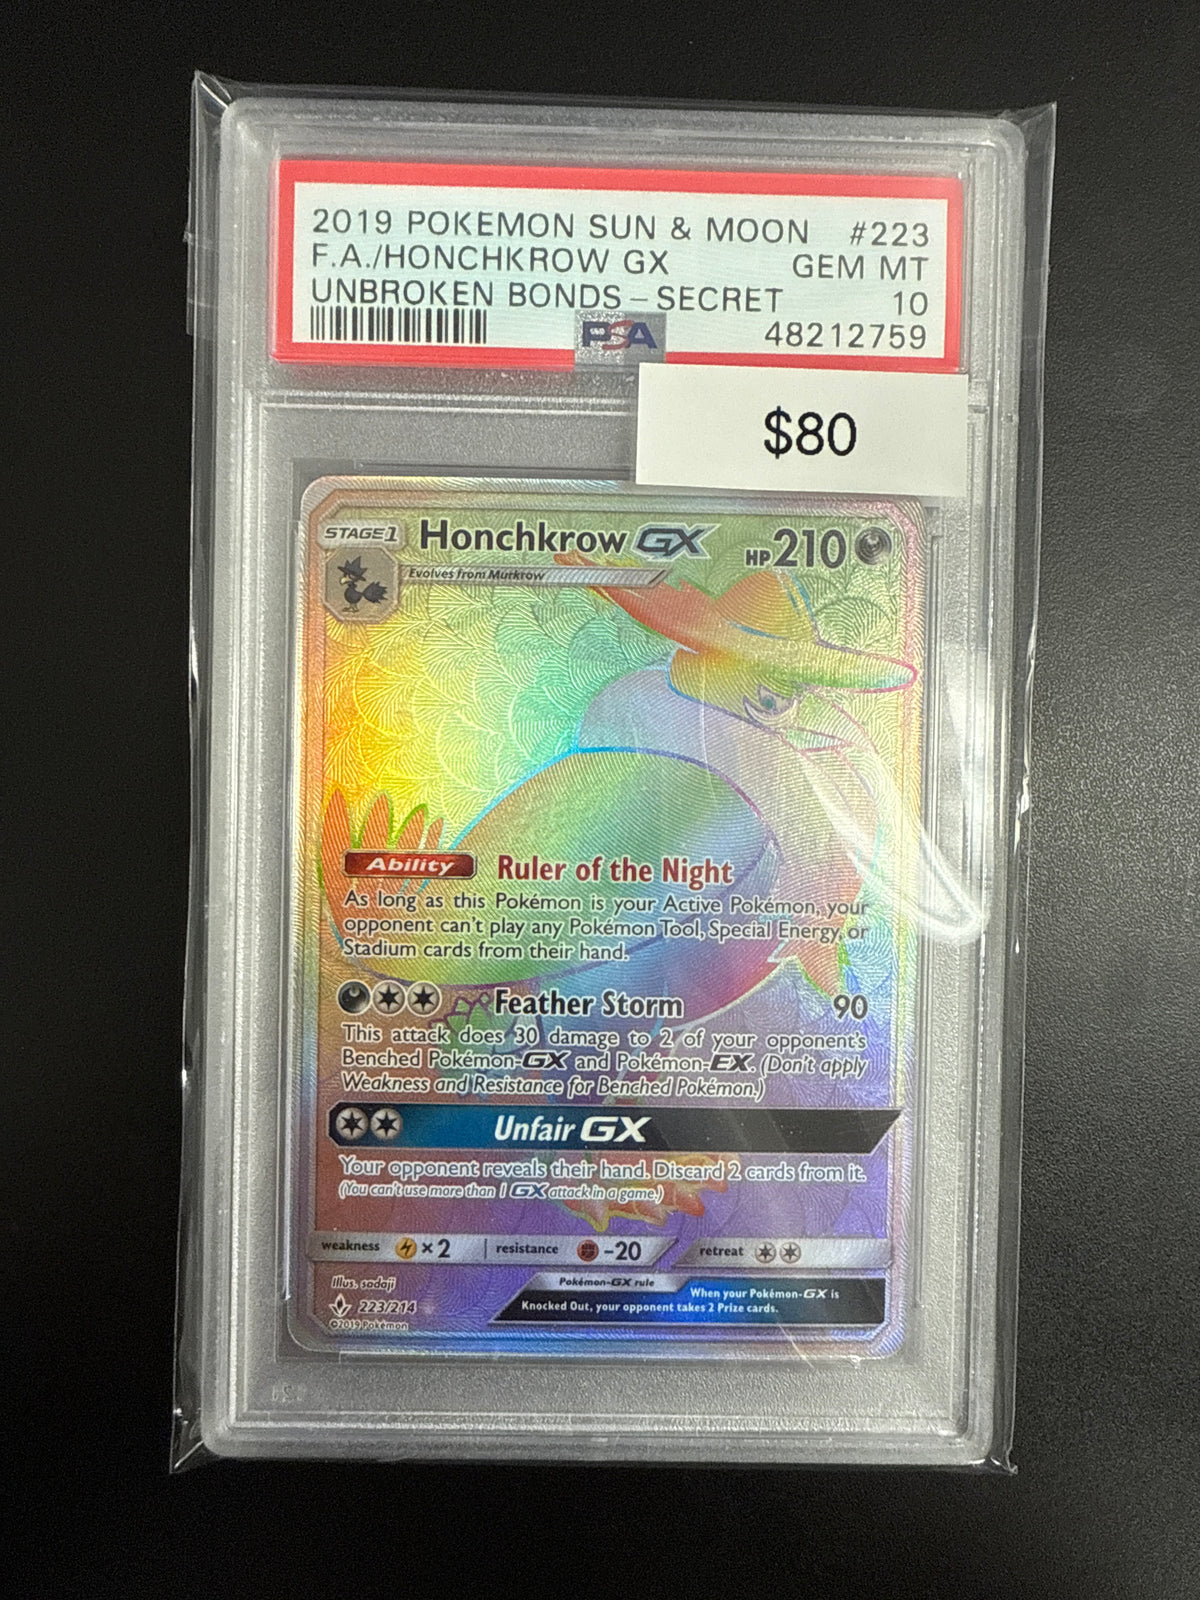 2019 POKEMON SUN & MOON #223
F.A./HONCHKROW GX GEM MT
UNBROKEN BONDS - SECRET 10
PSA 48212759
$80
STAGE1 Honchkrow GX HP210
Evolves from Murkrow
Ability Ruler of the Night
As long as this Pokémon is your Active Pokémon, your
opponent can't play any Pokémon Tool, Special Energy, or
Stadium cards from their hand.
Feather Storm 90
This attack does 30 damage to 2 of your opponent's
Benched Pokémon-GX and Pokémon-EX. (Don't apply
Weakness and Resistance for Benched Pokémon.)
Unfair GX
Your opponent reveals their hand. Discard 2 cards from it.
(You can't use more than 1 GX attack in a game.)
weakness ×2 resistance -20 retreat
Illus. sadaji Pokémon-GX rule When your Pokémon-GX is
223/214 Knocked Out, your opponent takes 2 Prize cards.
©2019 Pokémon